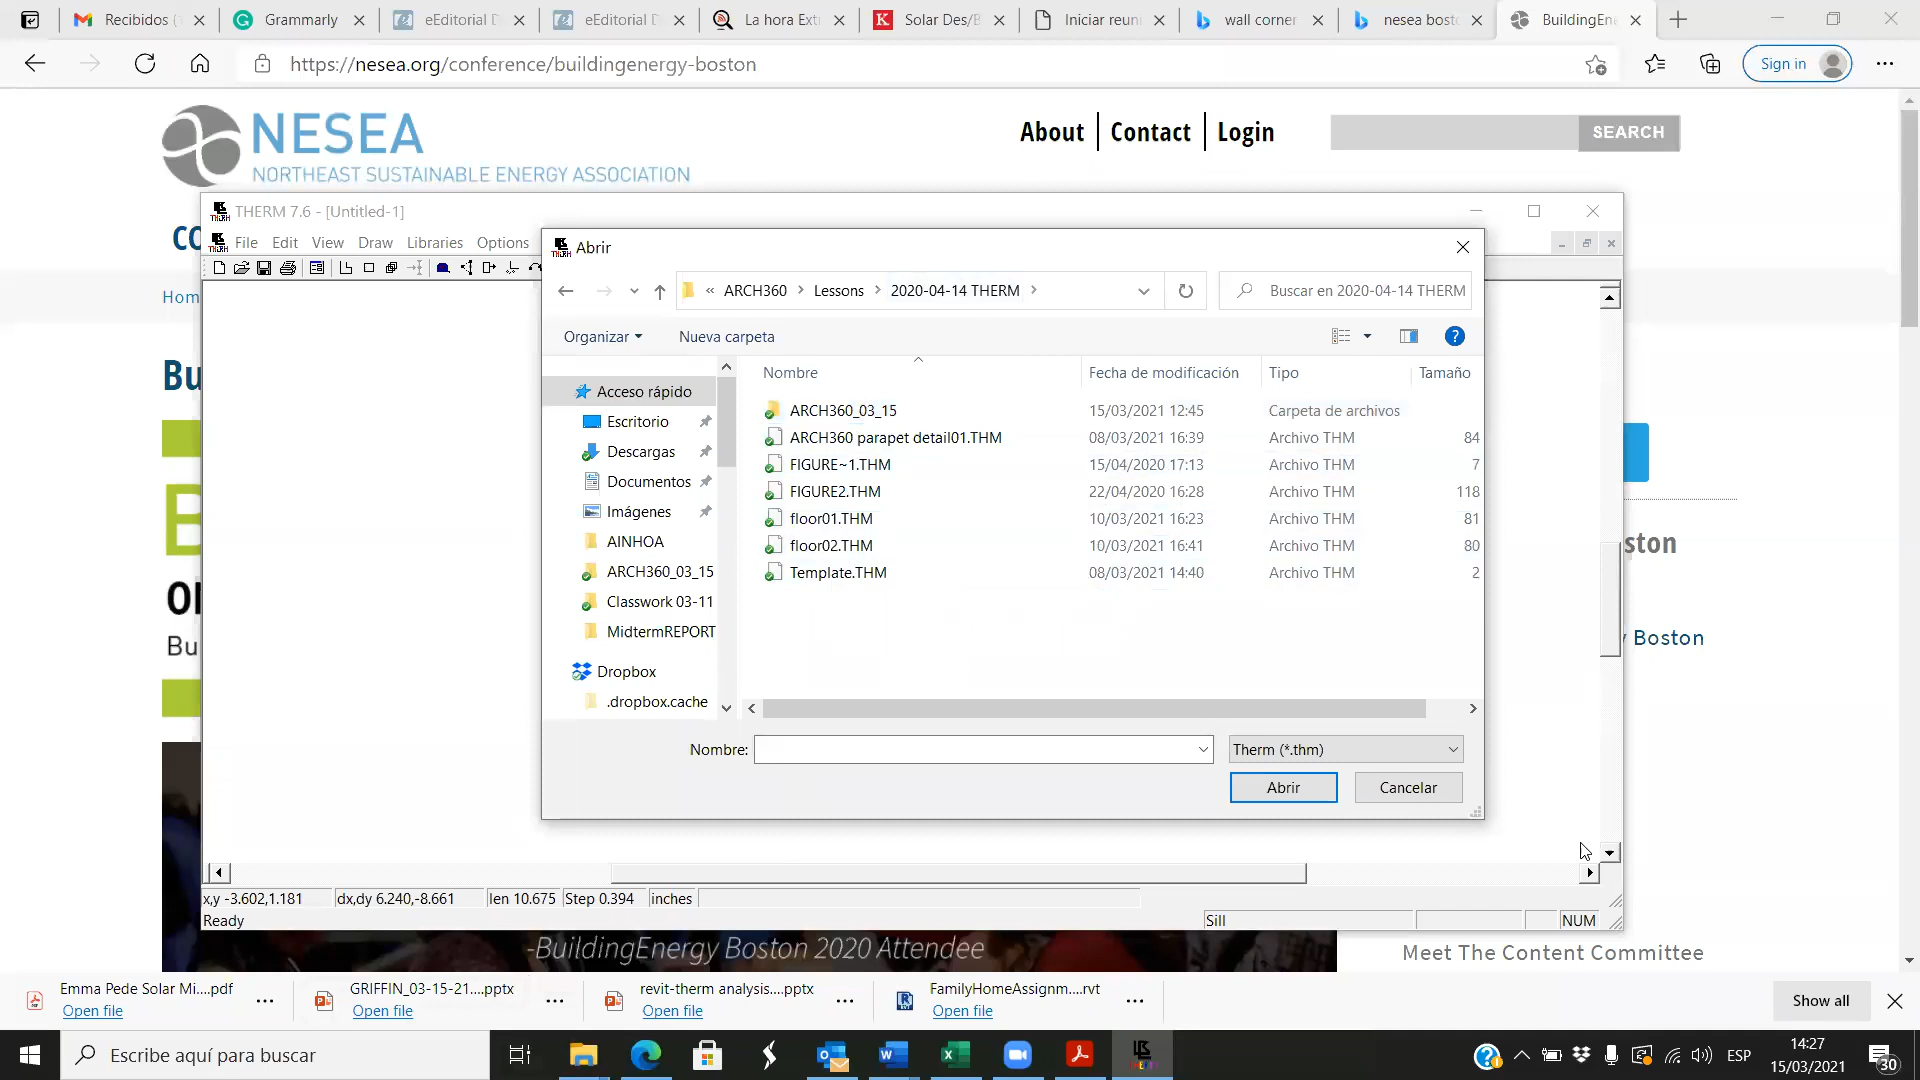 Recibidos (1
Grammarly
eEditorial D
eEditorial D
La hora Exa
Solar Des/B
Iniciar reun
wall corner
nesea bosto
BuildingEne
https://nesea.org/conference/buildingenergy-boston
Sign in
NESEA
NORTHEAST SUSTAINABLE ENERGY ASSOCIATION
About
Contact
Login
SEARCH
CO
Hom
Bu
B
Bu
ston
y Boston
THERM 7.6 - [Untitled-1]
File Edit View Draw Libraries Options
Abrir
« ARCH360 > Lessons > 2020-04-14 THERM >
Buscar en 2020-04-14 THERM
Organizar
Nueva carpeta
Nombre Fecha de modificación Tipo Tamaño
ARCH360_03_15 15/03/2021 12:45 Carpeta de archivos
ARCH360 parapet detail01.THM 08/03/2021 16:39 Archivo THM 84
FIGURE~1.THM 15/04/2020 17:13 Archivo THM 7
FIGURE2.THM 22/04/2020 16:28 Archivo THM 118
floor01.THM 10/03/2021 16:23 Archivo THM 81
floor02.THM 10/03/2021 16:41 Archivo THM 80
Template.THM 08/03/2021 14:40 Archivo THM 2
Acceso rápido
Escritorio
Descargas
Documentos
Imágenes
AINHOA
ARCH360_03_15
Classwork 03-11
MidtermREPORT
Dropbox
.dropbox.cache
Nombre:
Therm (*.thm)
Abrir
Cancelar
x,y -3.602,1.181 dx,dy 6.240,-8.661 len 10.675 Step 0.394 inches
Ready
Sill
NUM
-BuildingEnergy Boston 2020 Attendee
Meet The Content Committee
Emma Pede Solar Mi....pdf
Open file
GRIFFIN_03-15-21....pptx
Open file
revit-therm analysis....pptx
Open file
FamilyHomeAssignm....rvt
Open file
Show all
Escribe aquí para buscar
ESP
14:27
15/03/2021
30